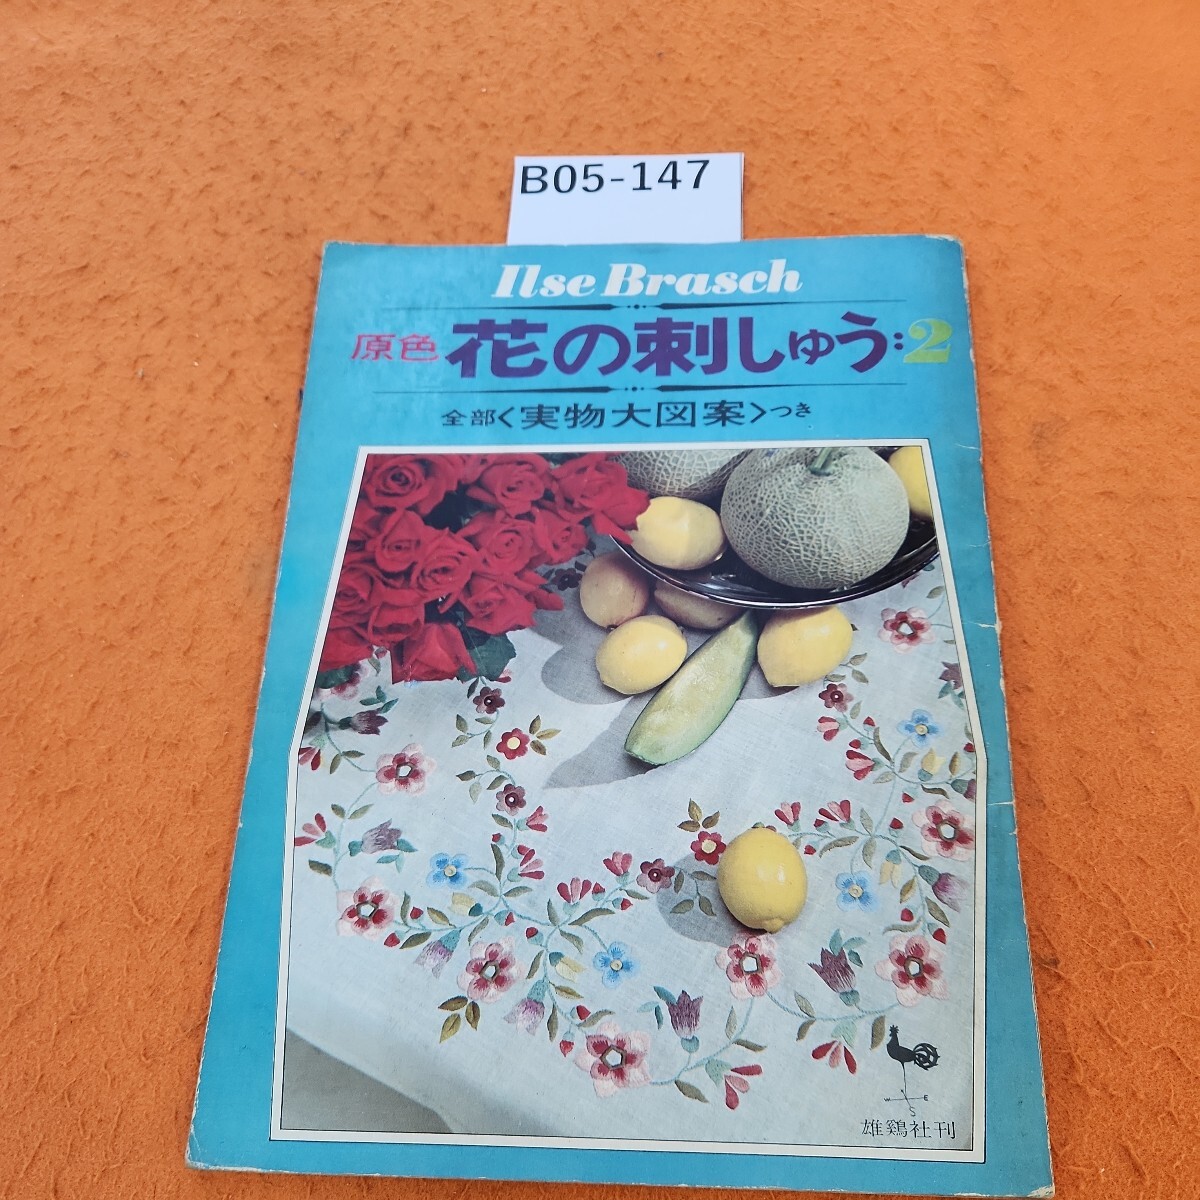 B05-147
Ilse Brasch
原色 花の刺しゅう:2
全部〈実物大図案〉つき
W E
S
雄鶏社刊